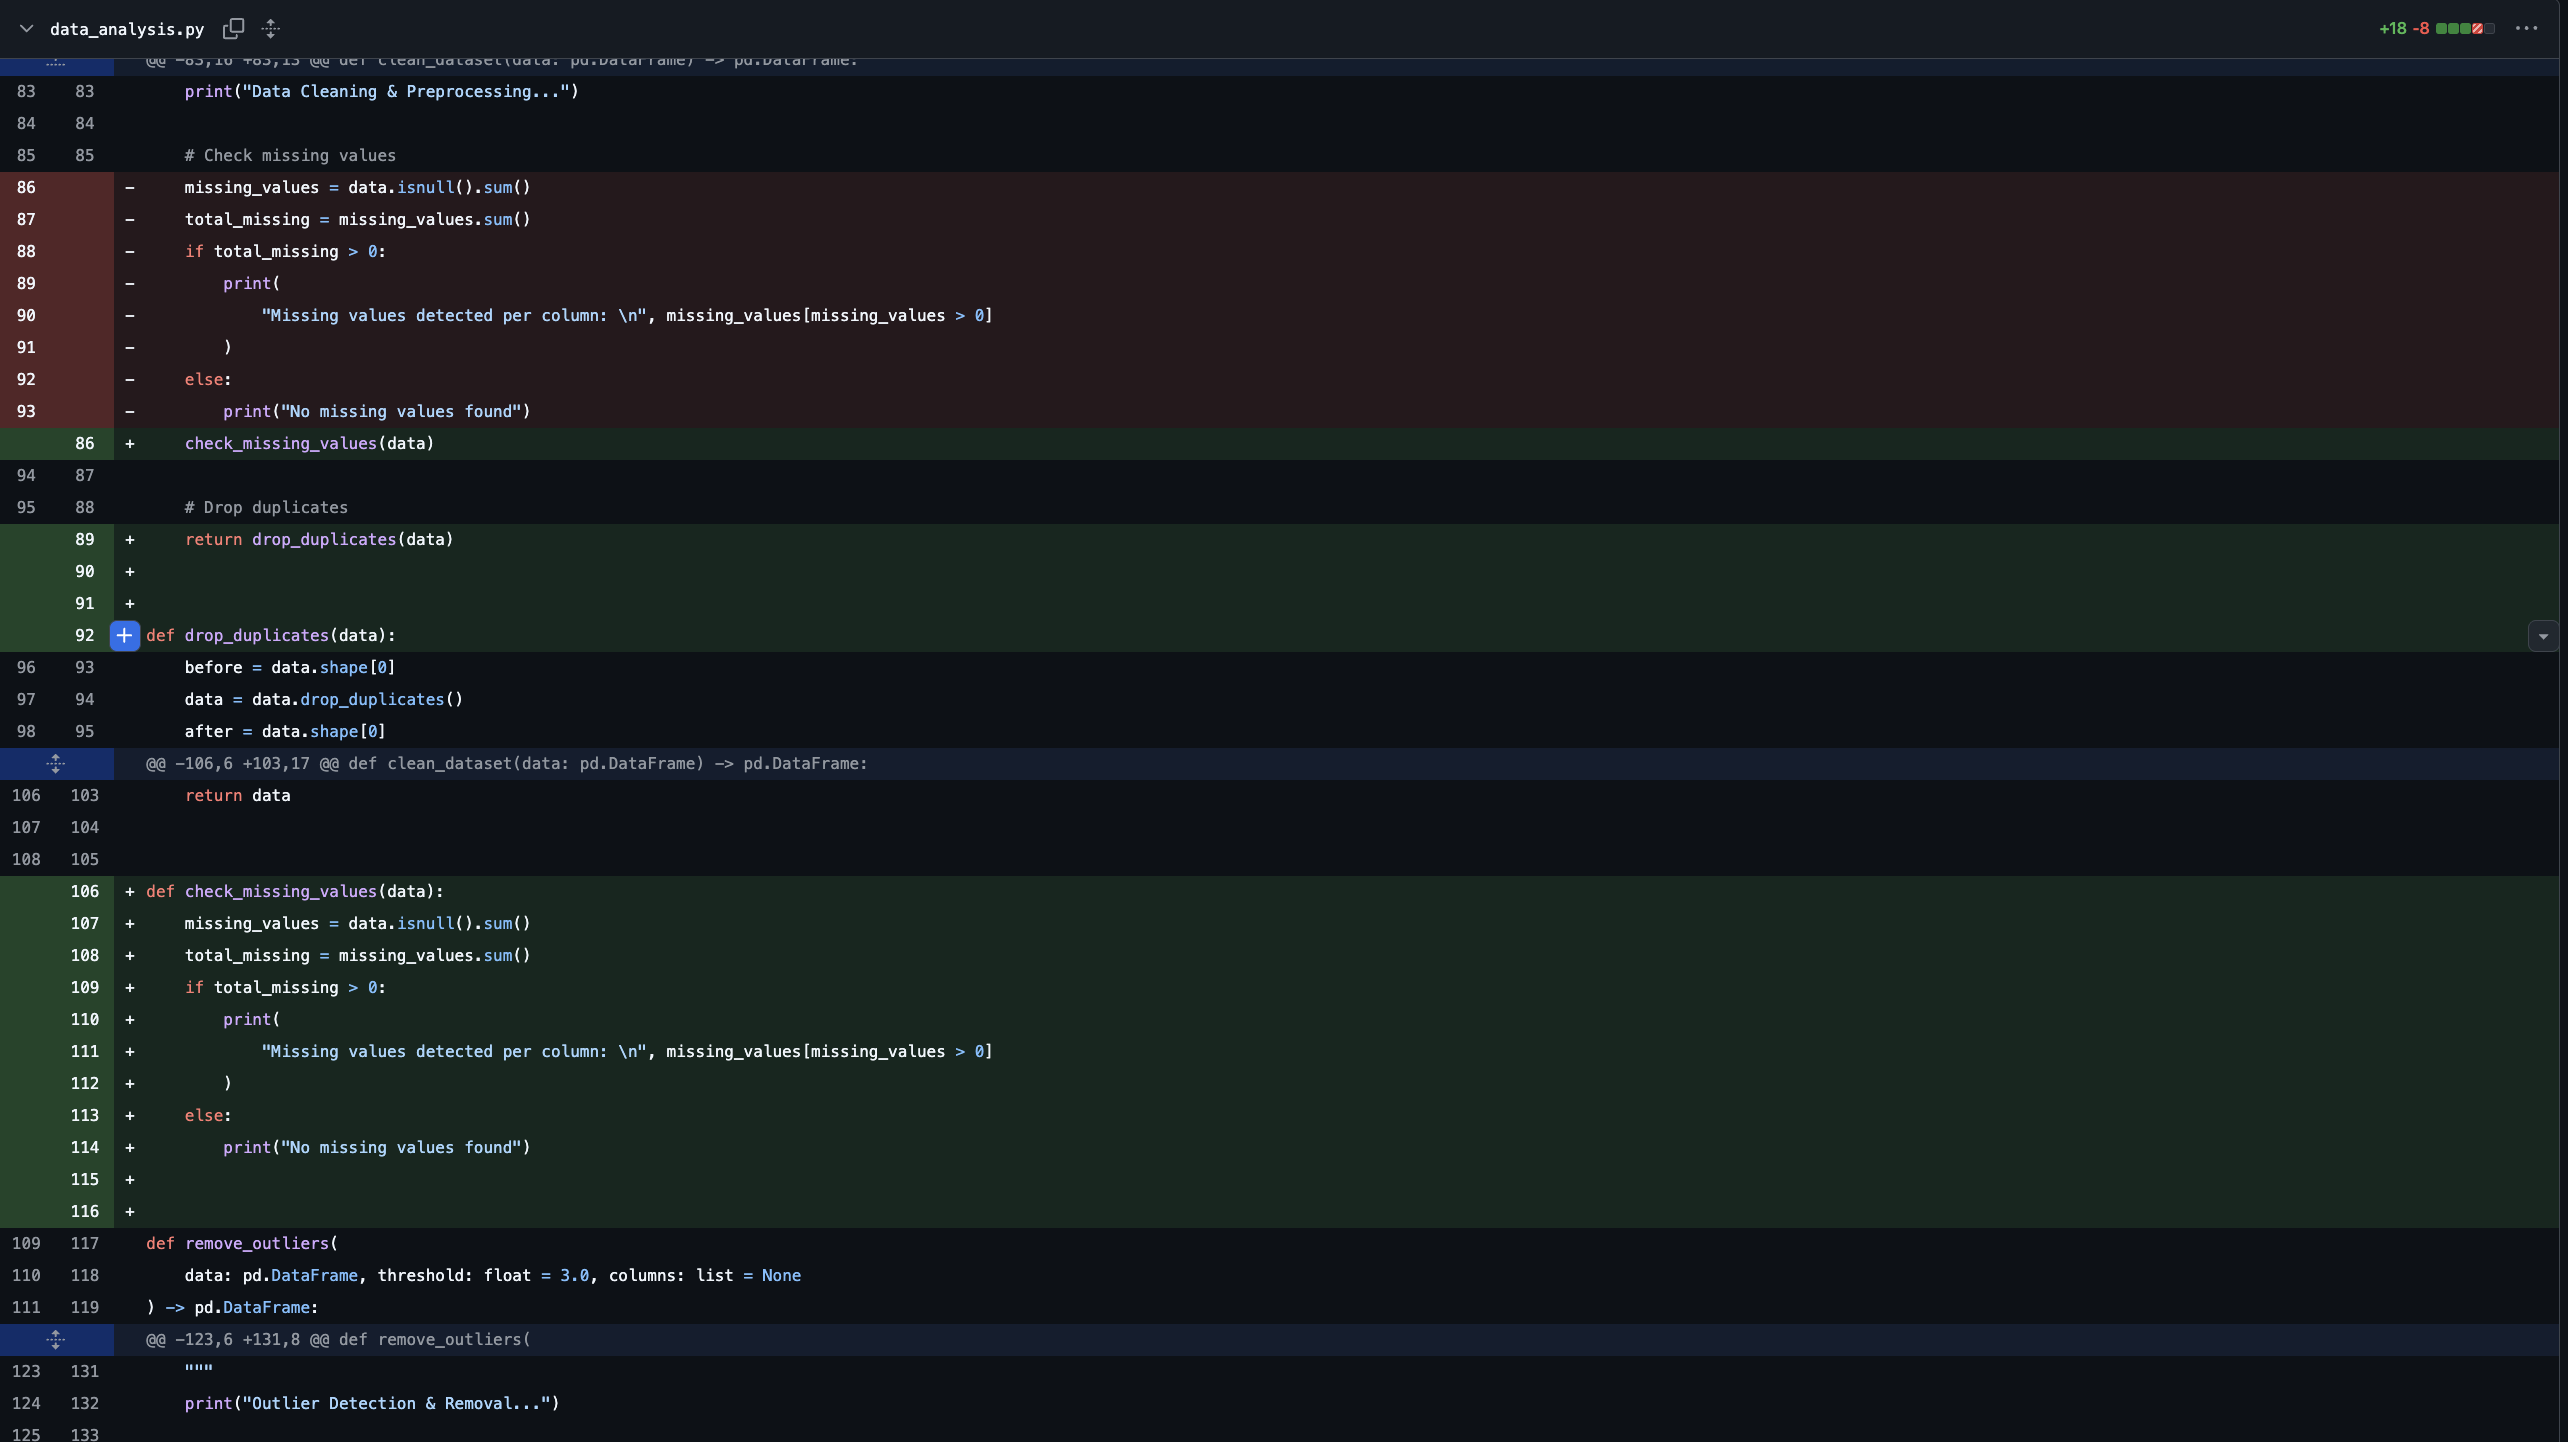 data_analysis.py +18 -8
@@ -83,16 +83,13 @@ def clean_dataset(data: pd.DataFrame) -> pd.DataFrame:
83 83 print("Data Cleaning & Preprocessing...")
84 84
85 85 # Check missing values
86 - missing_values = data.isnull().sum()
87 - total_missing = missing_values.sum()
88 - if total_missing > 0:
89 - print(
90 - "Missing values detected per column: \n", missing_values[missing_values > 0]
91 - )
92 - else:
93 - print("No missing values found")
86 + check_missing_values(data)
94 87
95 88 # Drop duplicates
89 + return drop_duplicates(data)
90 +
91 +
92 + def drop_duplicates(data):
96 93 before = data.shape[0]
97 94 data = data.drop_duplicates()
98 95 after = data.shape[0]
@@ -106,6 +103,17 @@ def clean_dataset(data: pd.DataFrame) -> pd.DataFrame:
106 103 return data
107 104
108 105
106 + def check_missing_values(data):
107 + missing_values = data.isnull().sum()
108 + total_missing = missing_values.sum()
109 + if total_missing > 0:
110 + print(
111 + "Missing values detected per column: \n", missing_values[missing_values > 0]
112 + )
113 + else:
114 + print("No missing values found")
115 +
116 +
109 117 def remove_outliers(
110 118 data: pd.DataFrame, threshold: float = 3.0, columns: list = None
111 119 ) -> pd.DataFrame:
@@ -123,6 +131,8 @@ def remove_outliers(
123 131 """
124 132 print("Outlier Detection & Removal...")
125 133